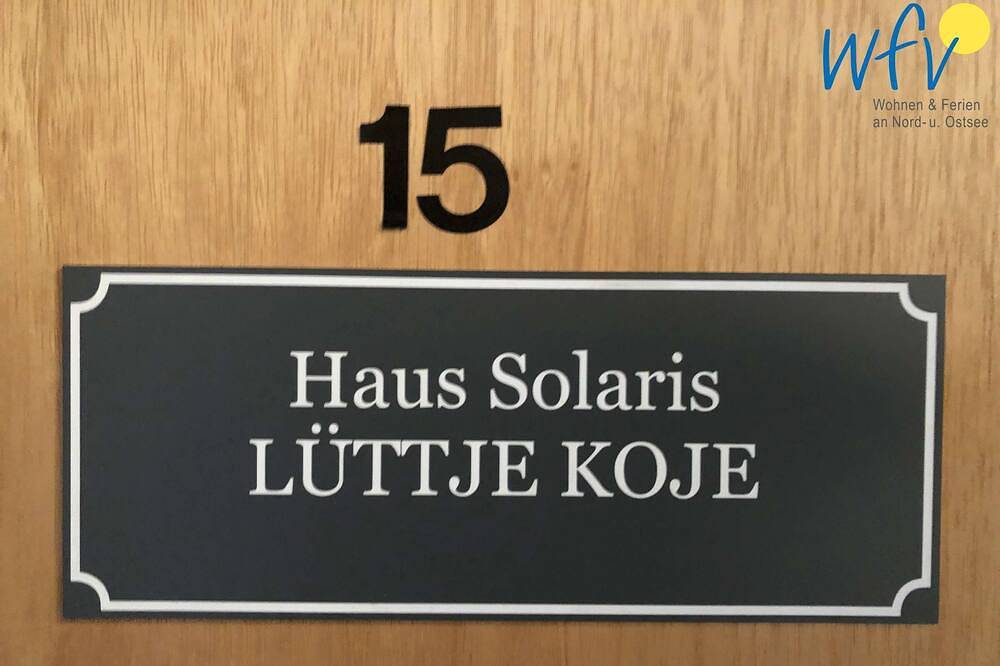 wfv
Wohnen & Ferien
an Nord- u. Ostsee
15
Haus Solaris
LÜTTJE KOJE